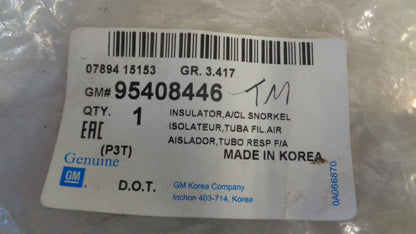 07894 15153 GR. 3.417
GM# 95408446 TM
QTY. 1 INSULATOR,A/CL SNORKEL
EAC ISOLATEUR,TUBA FIL.AIR
AISLADOR,TUBO RESP F/A
(P3T) MADE IN KOREA
Genuine
GM
D.O.T. GM Korea Company
Inchon 403-714, Korea
0A066870